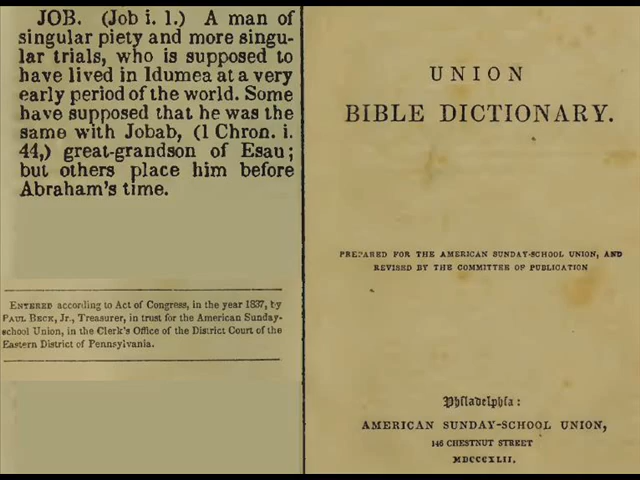 JOB. (Job i. 1.) A man of
singular piety and more singu-
lar trials, who is supposed to
have lived in Idumea at a very
early period of the world. Some
have supposed that he was the
same with Jobab, (1 Chron. i.
44,) great-grandson of Esau;
but others place him before
Abraham's time.
ENTERED according to Act of Congress, in the year 1837, by
PAUL BECK, Jr., Treasurer, in trust for the American Sunday-
school Union, in the Clerk's Office of the District Court of the
Eastern District of Pennsylvania.
UNION
BIBLE DICTIONARY.
PREPARED FOR THE AMERICAN SUNDAY-SCHOOL UNION, AND
REVISED BY THE COMMITTEE OF PUBLICATION
Philadelphia:
AMERICAN SUNDAY-SCHOOL UNION,
146 CHESTNUT STREET
MDCCCXLII.